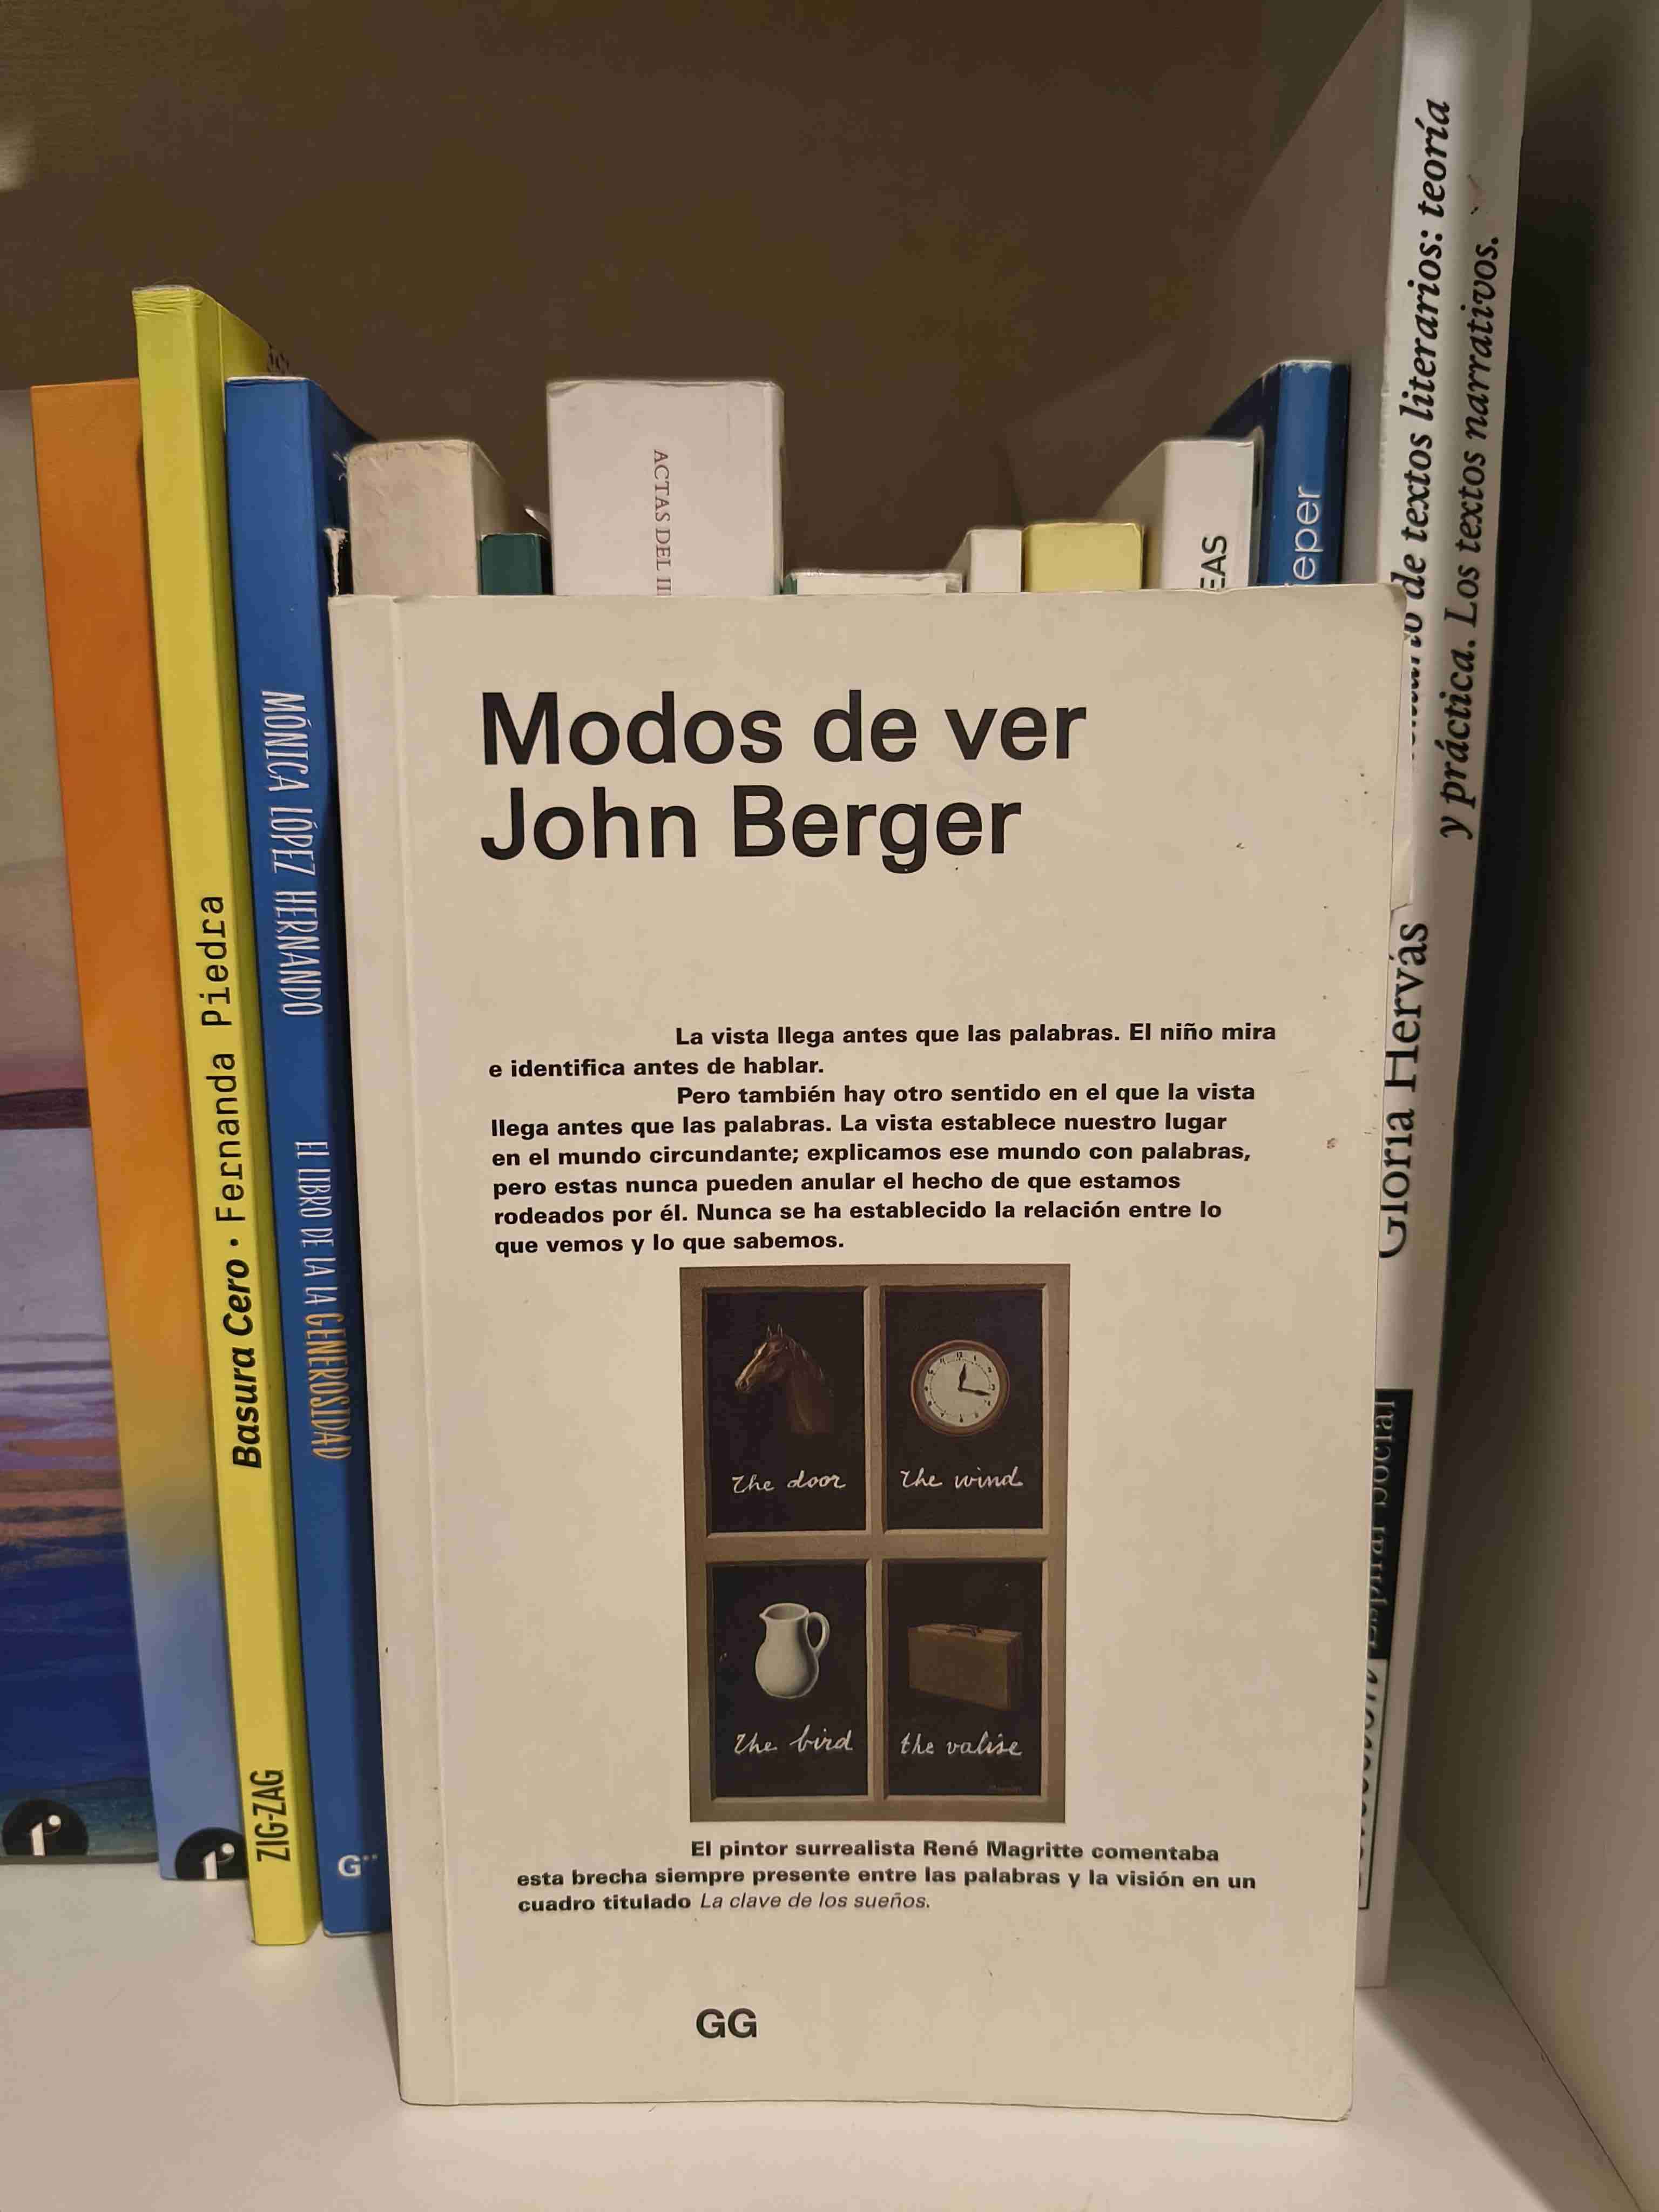 Modos de ver
John Berger
La vista llega antes que las palabras. El niño mira
e identifica antes de hablar.
Pero también hay otro sentido en el que la vista
llega antes que las palabras. La vista establece nuestro lugar
en el mundo circundante; explicamos ese mundo con palabras,
pero estas nunca pueden anular el hecho de que estamos
rodeados por él. Nunca se ha establecido la relación entre lo
que vemos y lo que sabemos.
The door
The wind
The bird
the valise
El pintor surrealista René Magritte comentaba
esta brecha siempre presente entre las palabras y la visión en un
cuadro titulado La clave de los sueños.
GG
Basura Cero • Fernanda Piedra
ZIG-ZAG
MÓNICA LÓPEZ HERNANDO
EL LIBRO DE LA LA GENEROSIDAD
G
ACTAS DEL II
EAS
ieper
de textos literarios: teoría
y práctica. Los textos narrativos.
Gloria Hervás